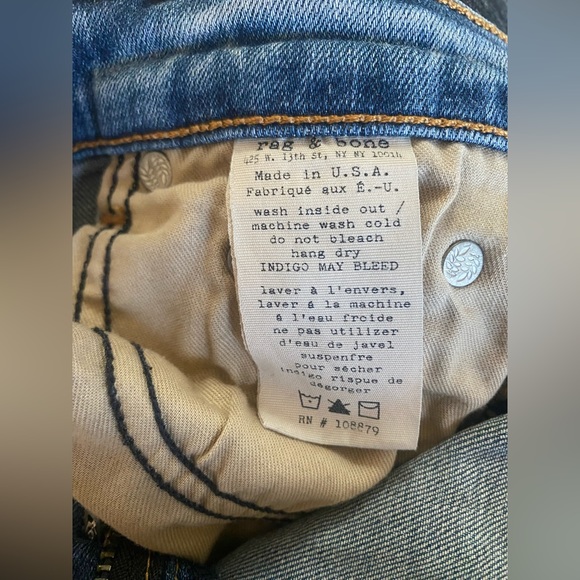 rag & bone
425 W. 13th St, NY NY 10014
Made in U.S.A.
Fabriqué aux É.-U.
wash inside out /
machine wash cold
do not bleach
hang dry
INDIGO MAY BLEED
laver à l'envers,
laver à la machine
à l'eau froide
ne pas utiliser
d'eau de javel
suspenfre
pour sécher
indigo risque de
degorger
RN # 108879